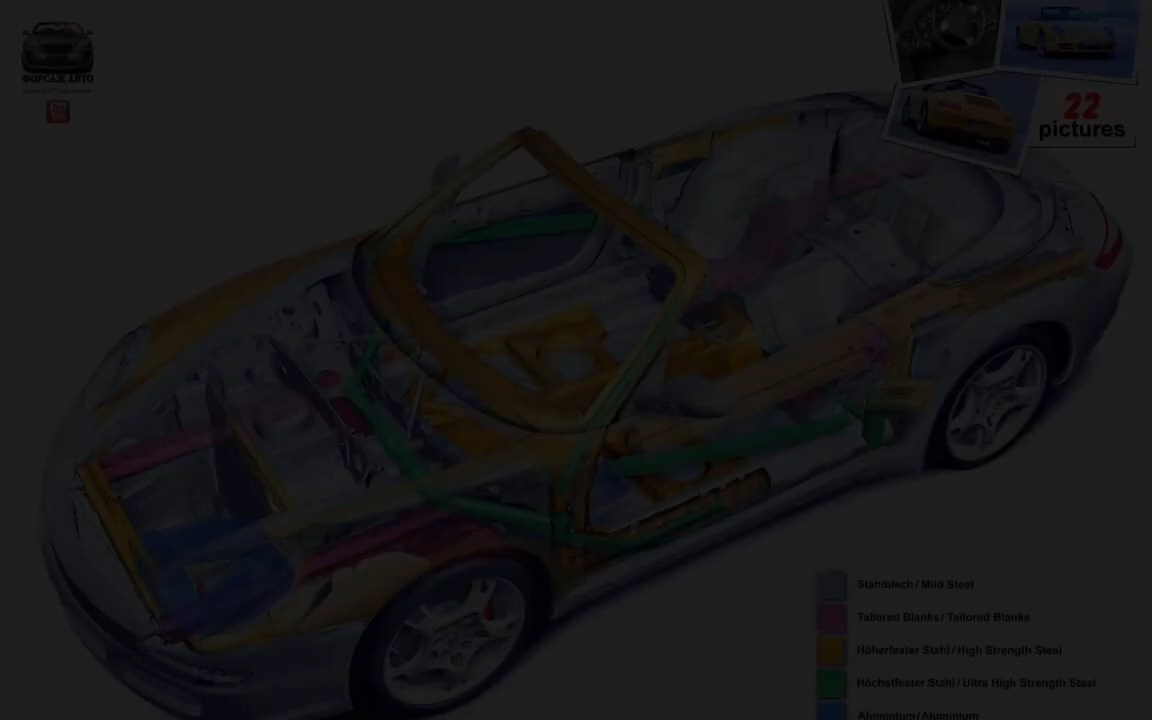 ФОРСАЖ АВТО
22
pictures
Stahlblech / Mild Steel
Tailored Blanks / Tailored Blanks
Höherfester Stahl / High Strength Steel
Höchstfester Stahl / Ultra High Strength Steel
Aluminium / Aluminium